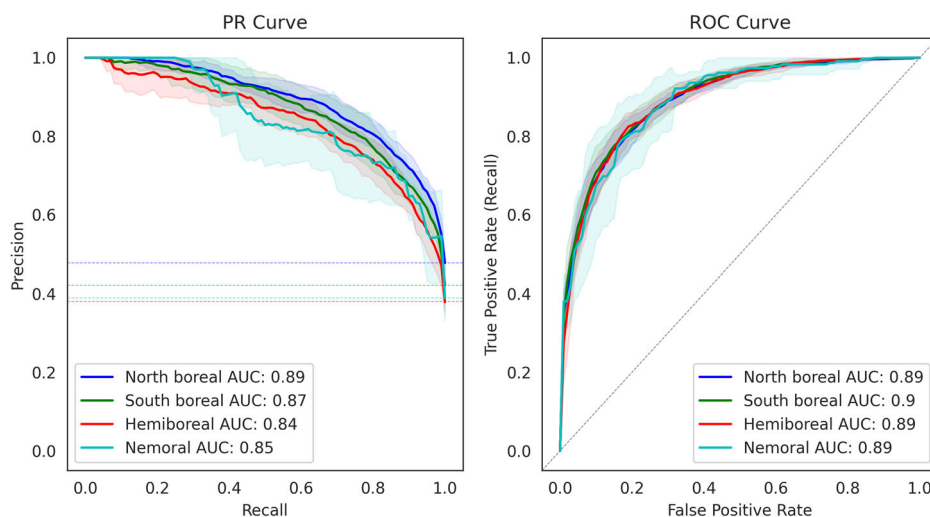 PR Curve
1.0
0.8
0.6
0.4
0.2
0.0
Precision
North boreal AUC: 0.89
South boreal AUC: 0.87
Hemiboreal AUC: 0.84
Nemoral AUC: 0.85
0.0 0.2 0.4 0.6 0.8 1.0
Recall
ROC Curve
1.0
0.8
0.6
0.4
0.2
0.0
True Positive Rate (Recall)
North boreal AUC: 0.89
South boreal AUC: 0.9
Hemiboreal AUC: 0.89
Nemoral AUC: 0.89
0.0 0.2 0.4 0.6 0.8 1.0
False Positive Rate